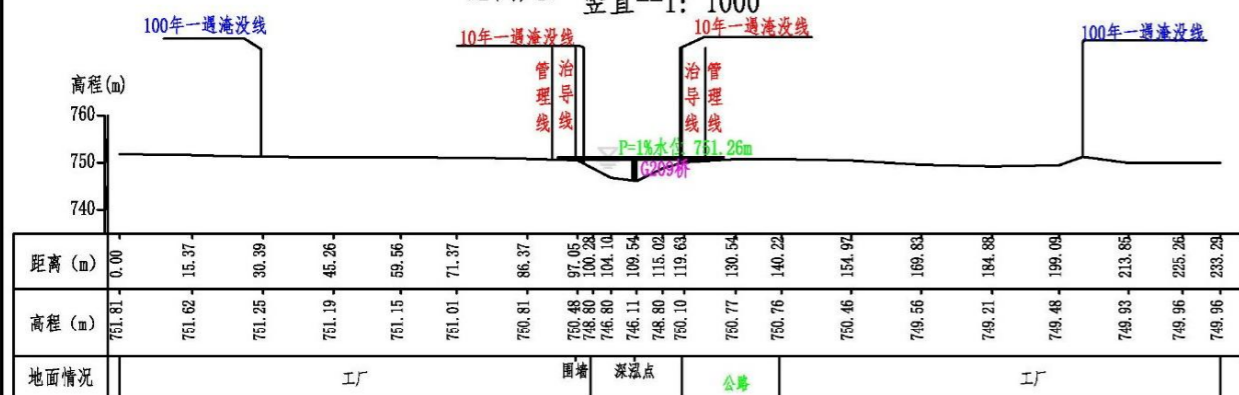 竖直--1: 1000
100年一遇淹没线
10年一遇淹没线
10年一遇淹没线
100年一遇淹没线
高程(m)
管理线
治导线
治导线
管理线
760
750
740
P=1%水位 751.26m
G209桥
距离 (m) 0.00 15.37 30.39 45.26 59.56 71.37 86.37 97.05 100.28 104.10 109.54 115.02 119.63 130.54 140.22 154.97 169.83 184.88 199.09 213.85 225.26 233.29
高程 (m) 751.81 751.62 751.25 751.19 751.15 751.01 750.81 750.48 748.80 746.80 746.11 748.80 750.10 750.77 750.76 750.46 749.56 749.21 749.48 749.93 749.96 749.96
地面情况 工厂 围墙 深泓点 公路 工厂